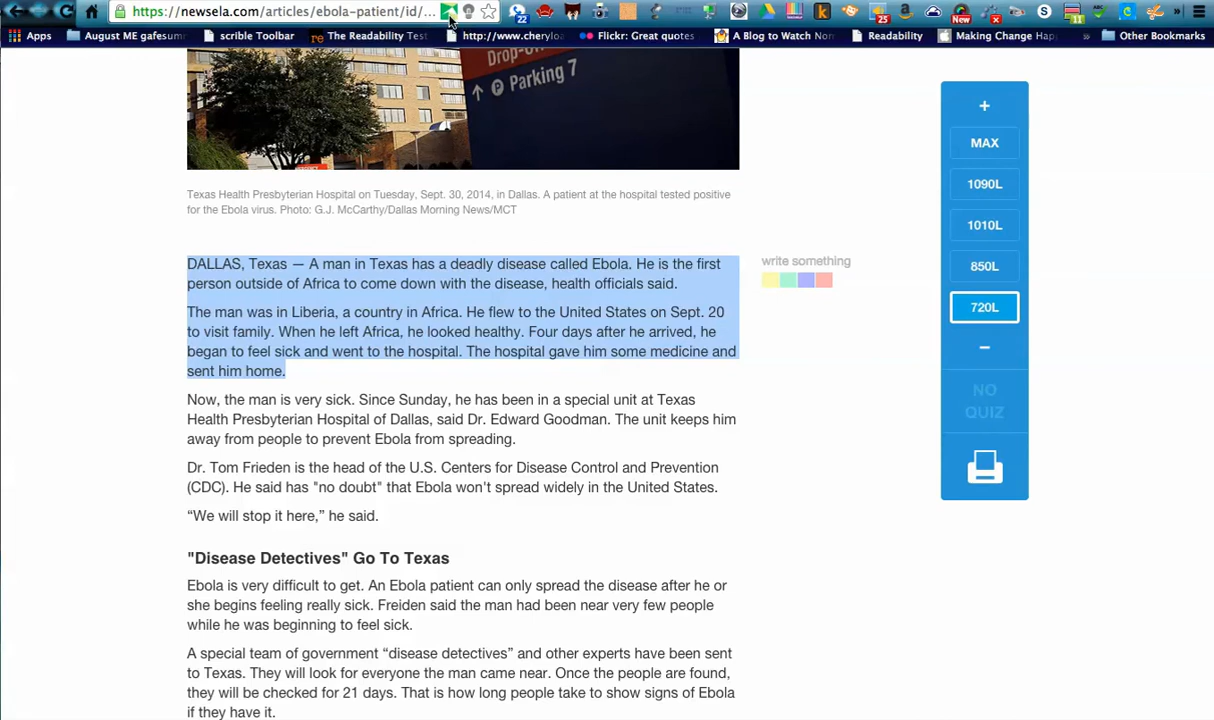 https://newsela.com/articles/ebola-patient/id/...
22
25
New
11
Apps
August ME gafesum
scrible Toolbar
re The Readability Test
http://www.cheryloa
Flickr: Great quotes
A Blog to Watch Nom
Readability
Making Change Hap
»
Other Bookmarks
Drop-Off
↑ P Parking 7
Texas Health Presbyterian Hospital on Tuesday, Sept. 30, 2014, in Dallas. A patient at the hospital tested positive
for the Ebola virus. Photo: G.J. McCarthy/Dallas Morning News/MCT
DALLAS, Texas — A man in Texas has a deadly disease called Ebola. He is the first
person outside of Africa to come down with the disease, health officials said.
The man was in Liberia, a country in Africa. He flew to the United States on Sept. 20
to visit family. When he left Africa, he looked healthy. Four days after he arrived, he
began to feel sick and went to the hospital. The hospital gave him some medicine and
sent him home.
Now, the man is very sick. Since Sunday, he has been in a special unit at Texas
Health Presbyterian Hospital of Dallas, said Dr. Edward Goodman. The unit keeps him
away from people to prevent Ebola from spreading.
Dr. Tom Frieden is the head of the U.S. Centers for Disease Control and Prevention
(CDC). He said has "no doubt" that Ebola won't spread widely in the United States.
“We will stop it here,” he said.
"Disease Detectives" Go To Texas
Ebola is very difficult to get. An Ebola patient can only spread the disease after he or
she begins feeling really sick. Freiden said the man had been near very few people
while he was beginning to feel sick.
A special team of government “disease detectives” and other experts have been sent
to Texas. They will look for everyone the man came near. Once the people are found,
they will be checked for 21 days. That is how long people take to show signs of Ebola
if they have it.
write something
+
MAX
1090L
1010L
850L
720L
−
NO
QUIZ